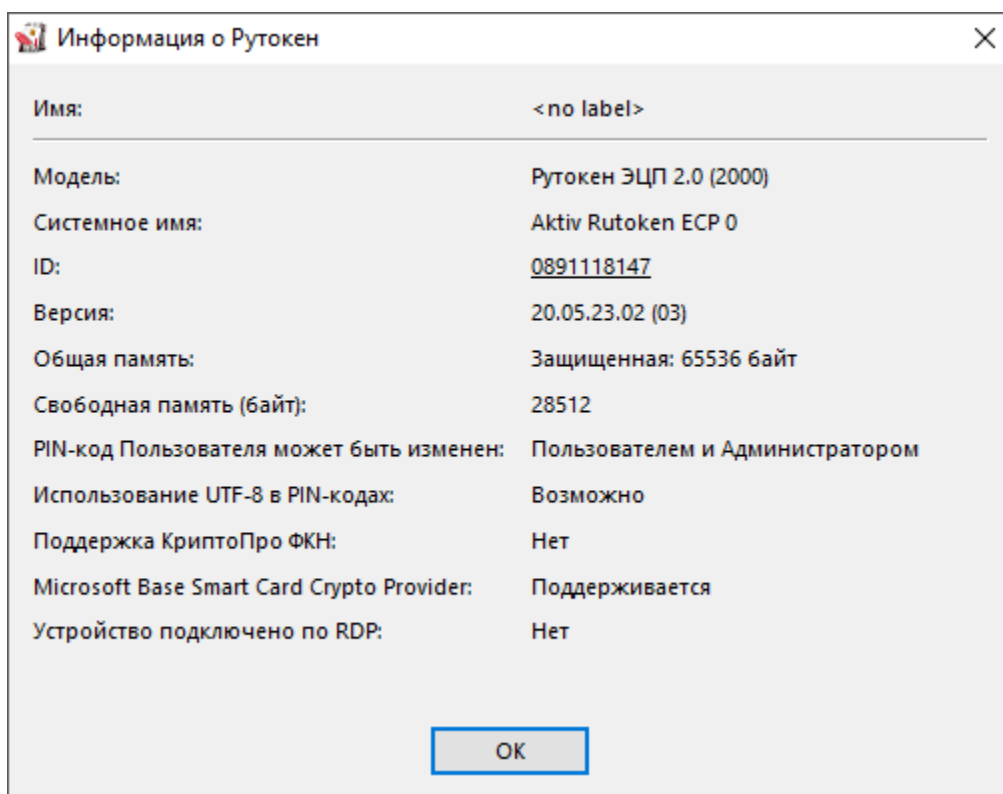 Информация о Рутокен
Имя: <no label>
Модель: Рутокен ЭЦП 2.0 (2000)
Системное имя: Aktiv Rutoken ECP 0
ID: 0891118147
Версия: 20.05.23.02 (03)
Общая память: Защищенная: 65536 байт
Свободная память (байт): 28512
PIN-код Пользователя может быть изменен: Пользователем и Администратором
Использование UTF-8 в PIN-кодах: Возможно
Поддержка КриптоПро ФКН: Нет
Microsoft Base Smart Card Crypto Provider: Поддерживается
Устройство подключено по RDP: Нет
ОК